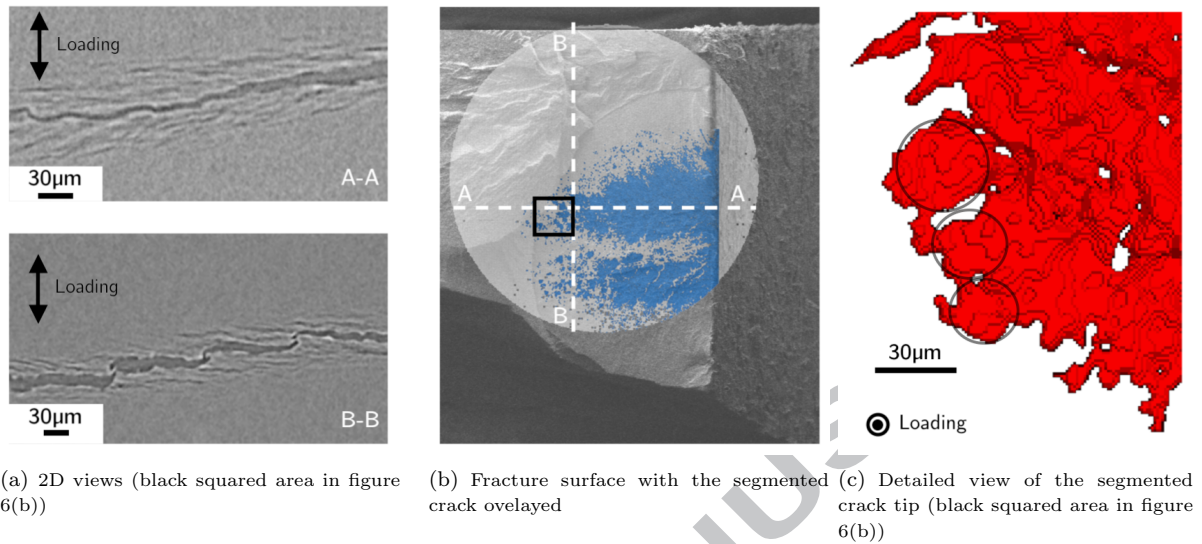 Loading
30µm
A-A
Loading
30µm
B-B
B
A
A
B
30µm
Loading
(a) 2D views (black squared area in figure
6(b))
(b) Fracture surface with the segmented
crack ovelayed
(c) Detailed view of the segmented
crack tip (black squared area in figure
6(b))